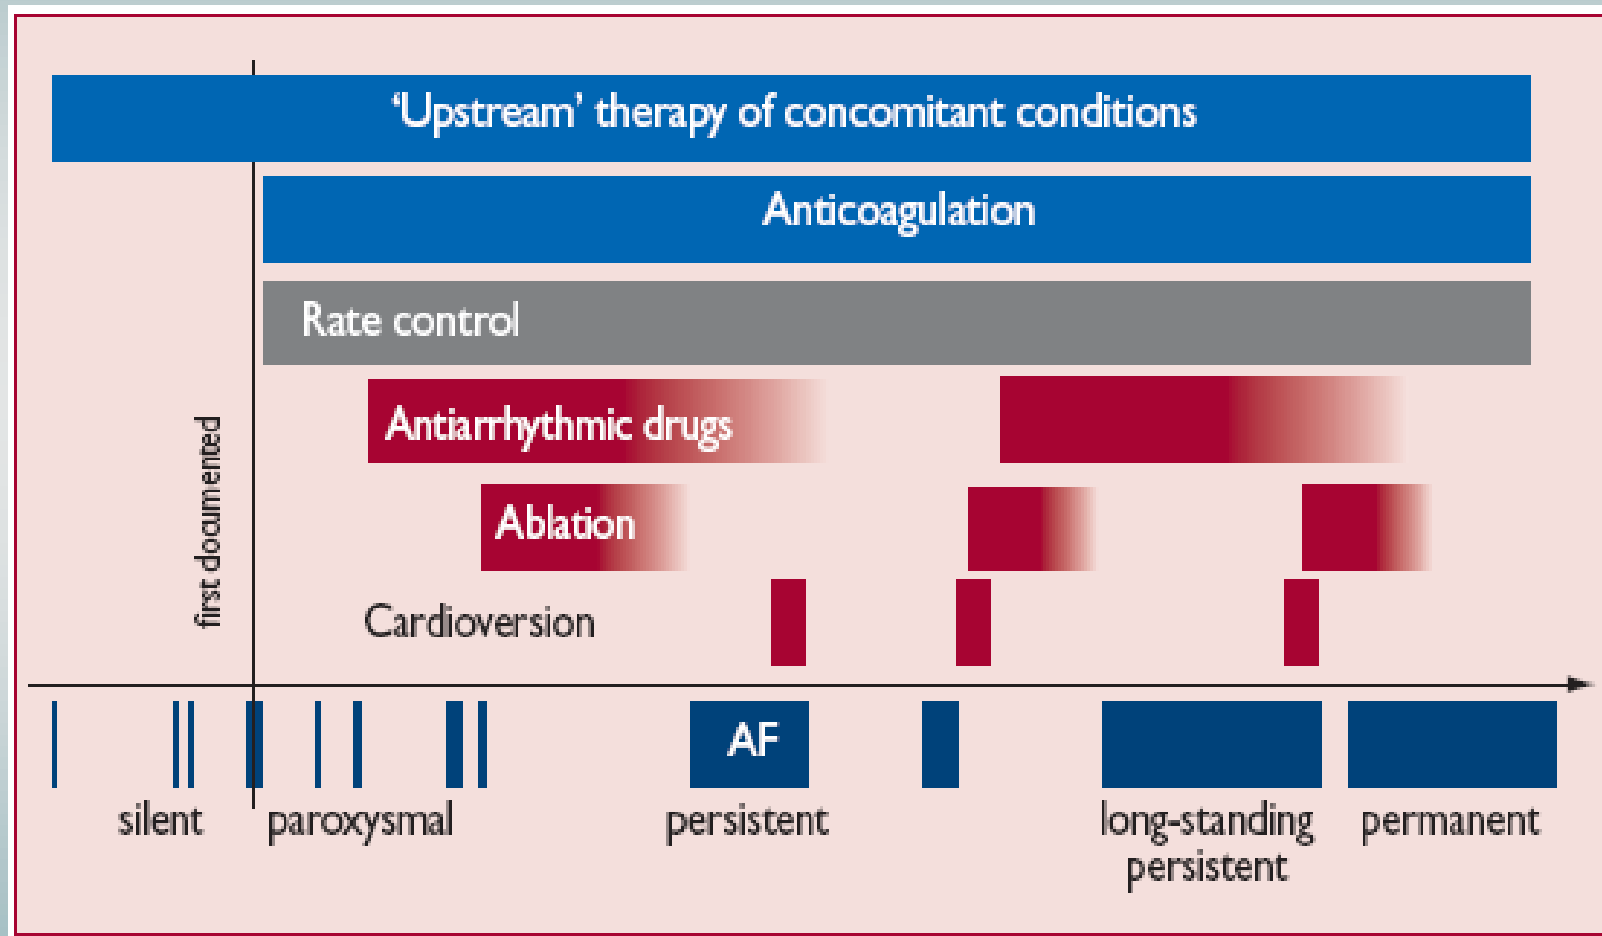 ‘Upstream’ therapy of concomitant conditions
Anticoagulation
Rate control
Antiarrhythmic drugs
Ablation
first documented
Cardioversion
AF
silent
paroxysmal
persistent
long-standing
persistent
permanent